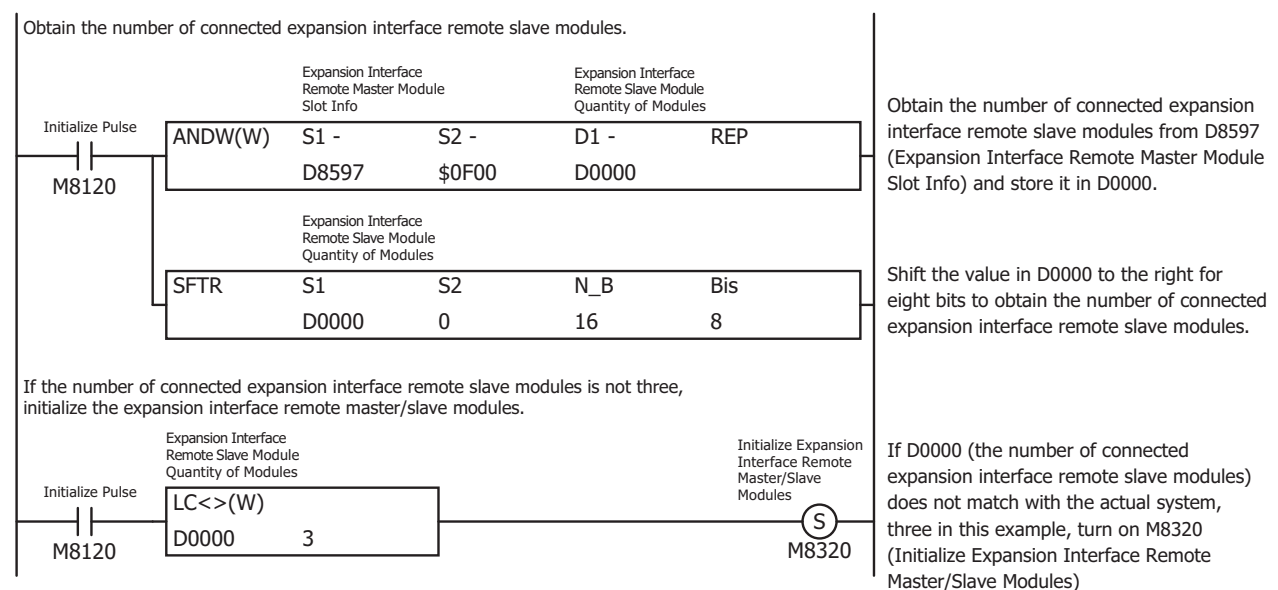 Obtain the number of connected expansion interface remote slave modules.
Expansion Interface
Remote Master Module
Slot Info
Expansion Interface
Remote Slave Module
Quantity of Modules
Initialize Pulse
M8120
ANDW(W) S1 - S2 - D1 - REP
D8597 $0F00 D0000
Obtain the number of connected expansion
interface remote slave modules from D8597
(Expansion Interface Remote Master Module
Slot Info) and store it in D0000.
Expansion Interface
Remote Slave Module
Quantity of Modules
SFTR S1 S2 N_B Bis
D0000 0 16 8
Shift the value in D0000 to the right for
eight bits to obtain the number of connected
expansion interface remote slave modules.
If the number of connected expansion interface remote slave modules is not three,
initialize the expansion interface remote master/slave modules.
Expansion Interface
Remote Slave Module
Quantity of Modules
Initialize Pulse
M8120
LC<>(W)
D0000 3
Initialize Expansion
Interface Remote
Master/Slave
Modules
S
M8320
If D0000 (the number of connected
expansion interface remote slave modules)
does not match with the actual system,
three in this example, turn on M8320
(Initialize Expansion Interface Remote
Master/Slave Modules)